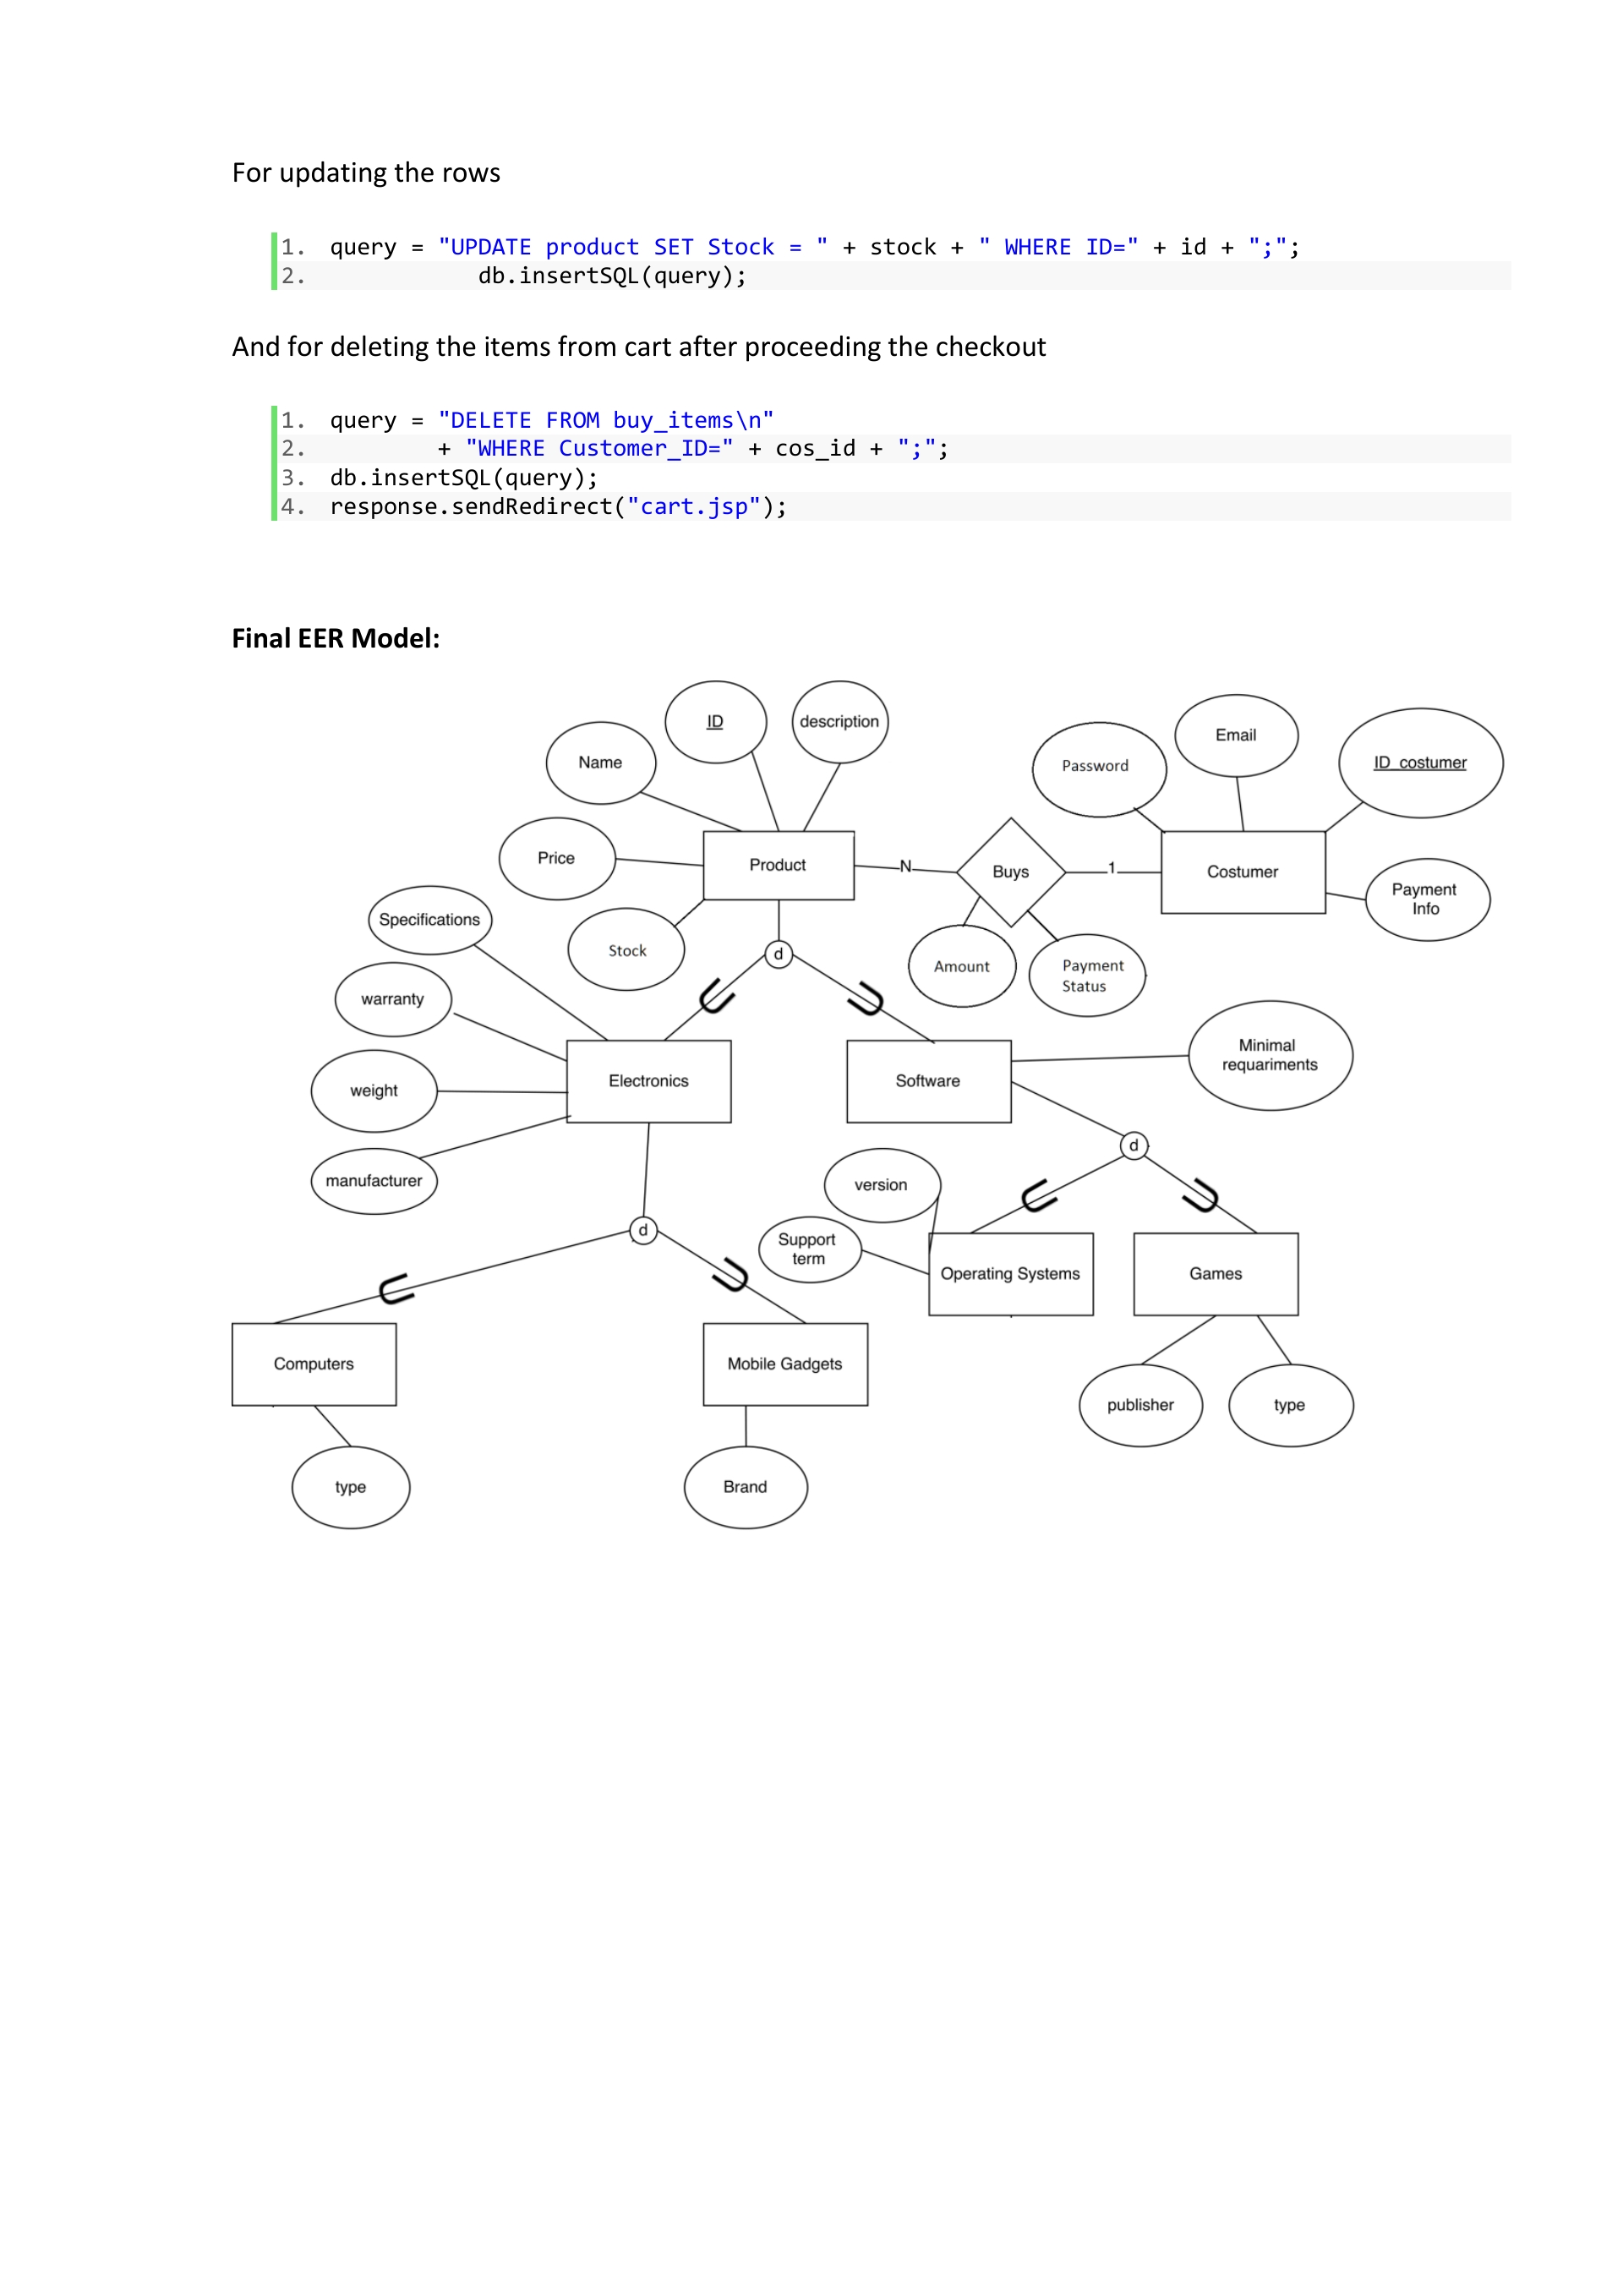 For updating the rows
1. query = "UPDATE product SET Stock = " + stock + " WHERE ID=" + id + ";";
2. db.insertSQL(query);
And for deleting the items from cart after proceeding the checkout
1. query = "DELETE FROM buy_items\n"
2. + "WHERE Customer_ID=" + cos_id + ";";
3. db.insertSQL(query);
4. response.sendRedirect("cart.jsp");
Final EER Model:
ID
description
Name
Password
Email
ID_costumer
Price
Product
N
Buys
1
Costumer
Payment
Info
Specifications
Stock
d
Amount
Payment
Status
warranty
Electronics
Software
Minimal
requariments
weight
manufacturer
d
version
d
Support
term
Operating Systems
Games
Computers
Mobile Gadgets
publisher
type
type
Brand